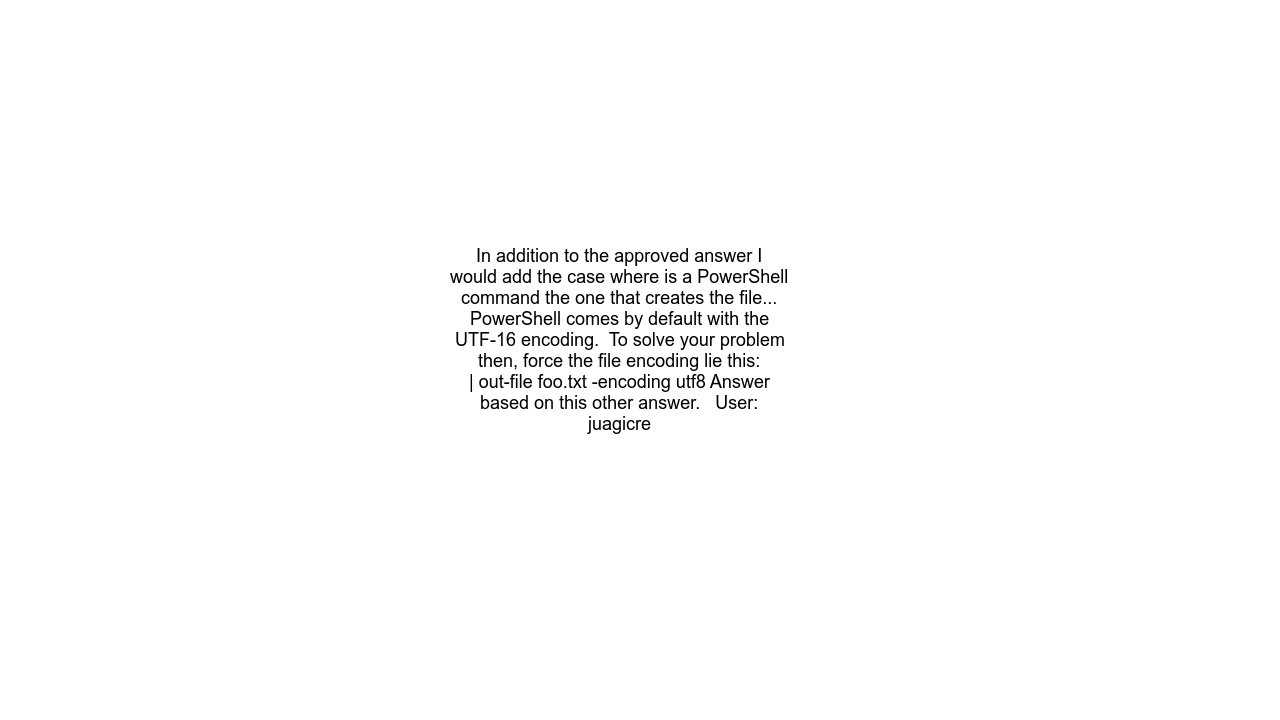 In addition to the approved answer I
would add the case where is a PowerShell
command the one that creates the file...
PowerShell comes by default with the
UTF-16 encoding.  To solve your problem
then, force the file encoding lie this:
| out-file foo.txt -encoding utf8 Answer
based on this other answer.   User:
juagicre